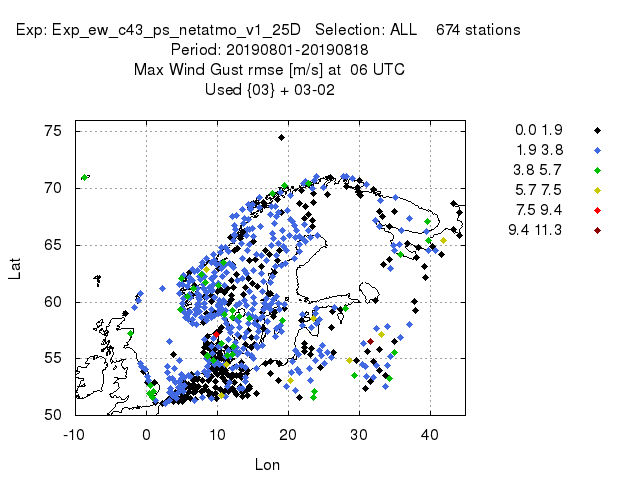 Exp: Exp_ew_c43_ps_netatmo_v1_25D Selection: ALL 674 stations
Period: 20190801-20190818
Max Wind Gust rmse [m/s] at 06 UTC
Used {03} + 03-02
75
70
65
60
55
50
-10 0 10 20 30 40
Lat
Lon
0.0 1.9
1.9 3.8
3.8 5.7
5.7 7.5
7.5 9.4
9.4 11.3